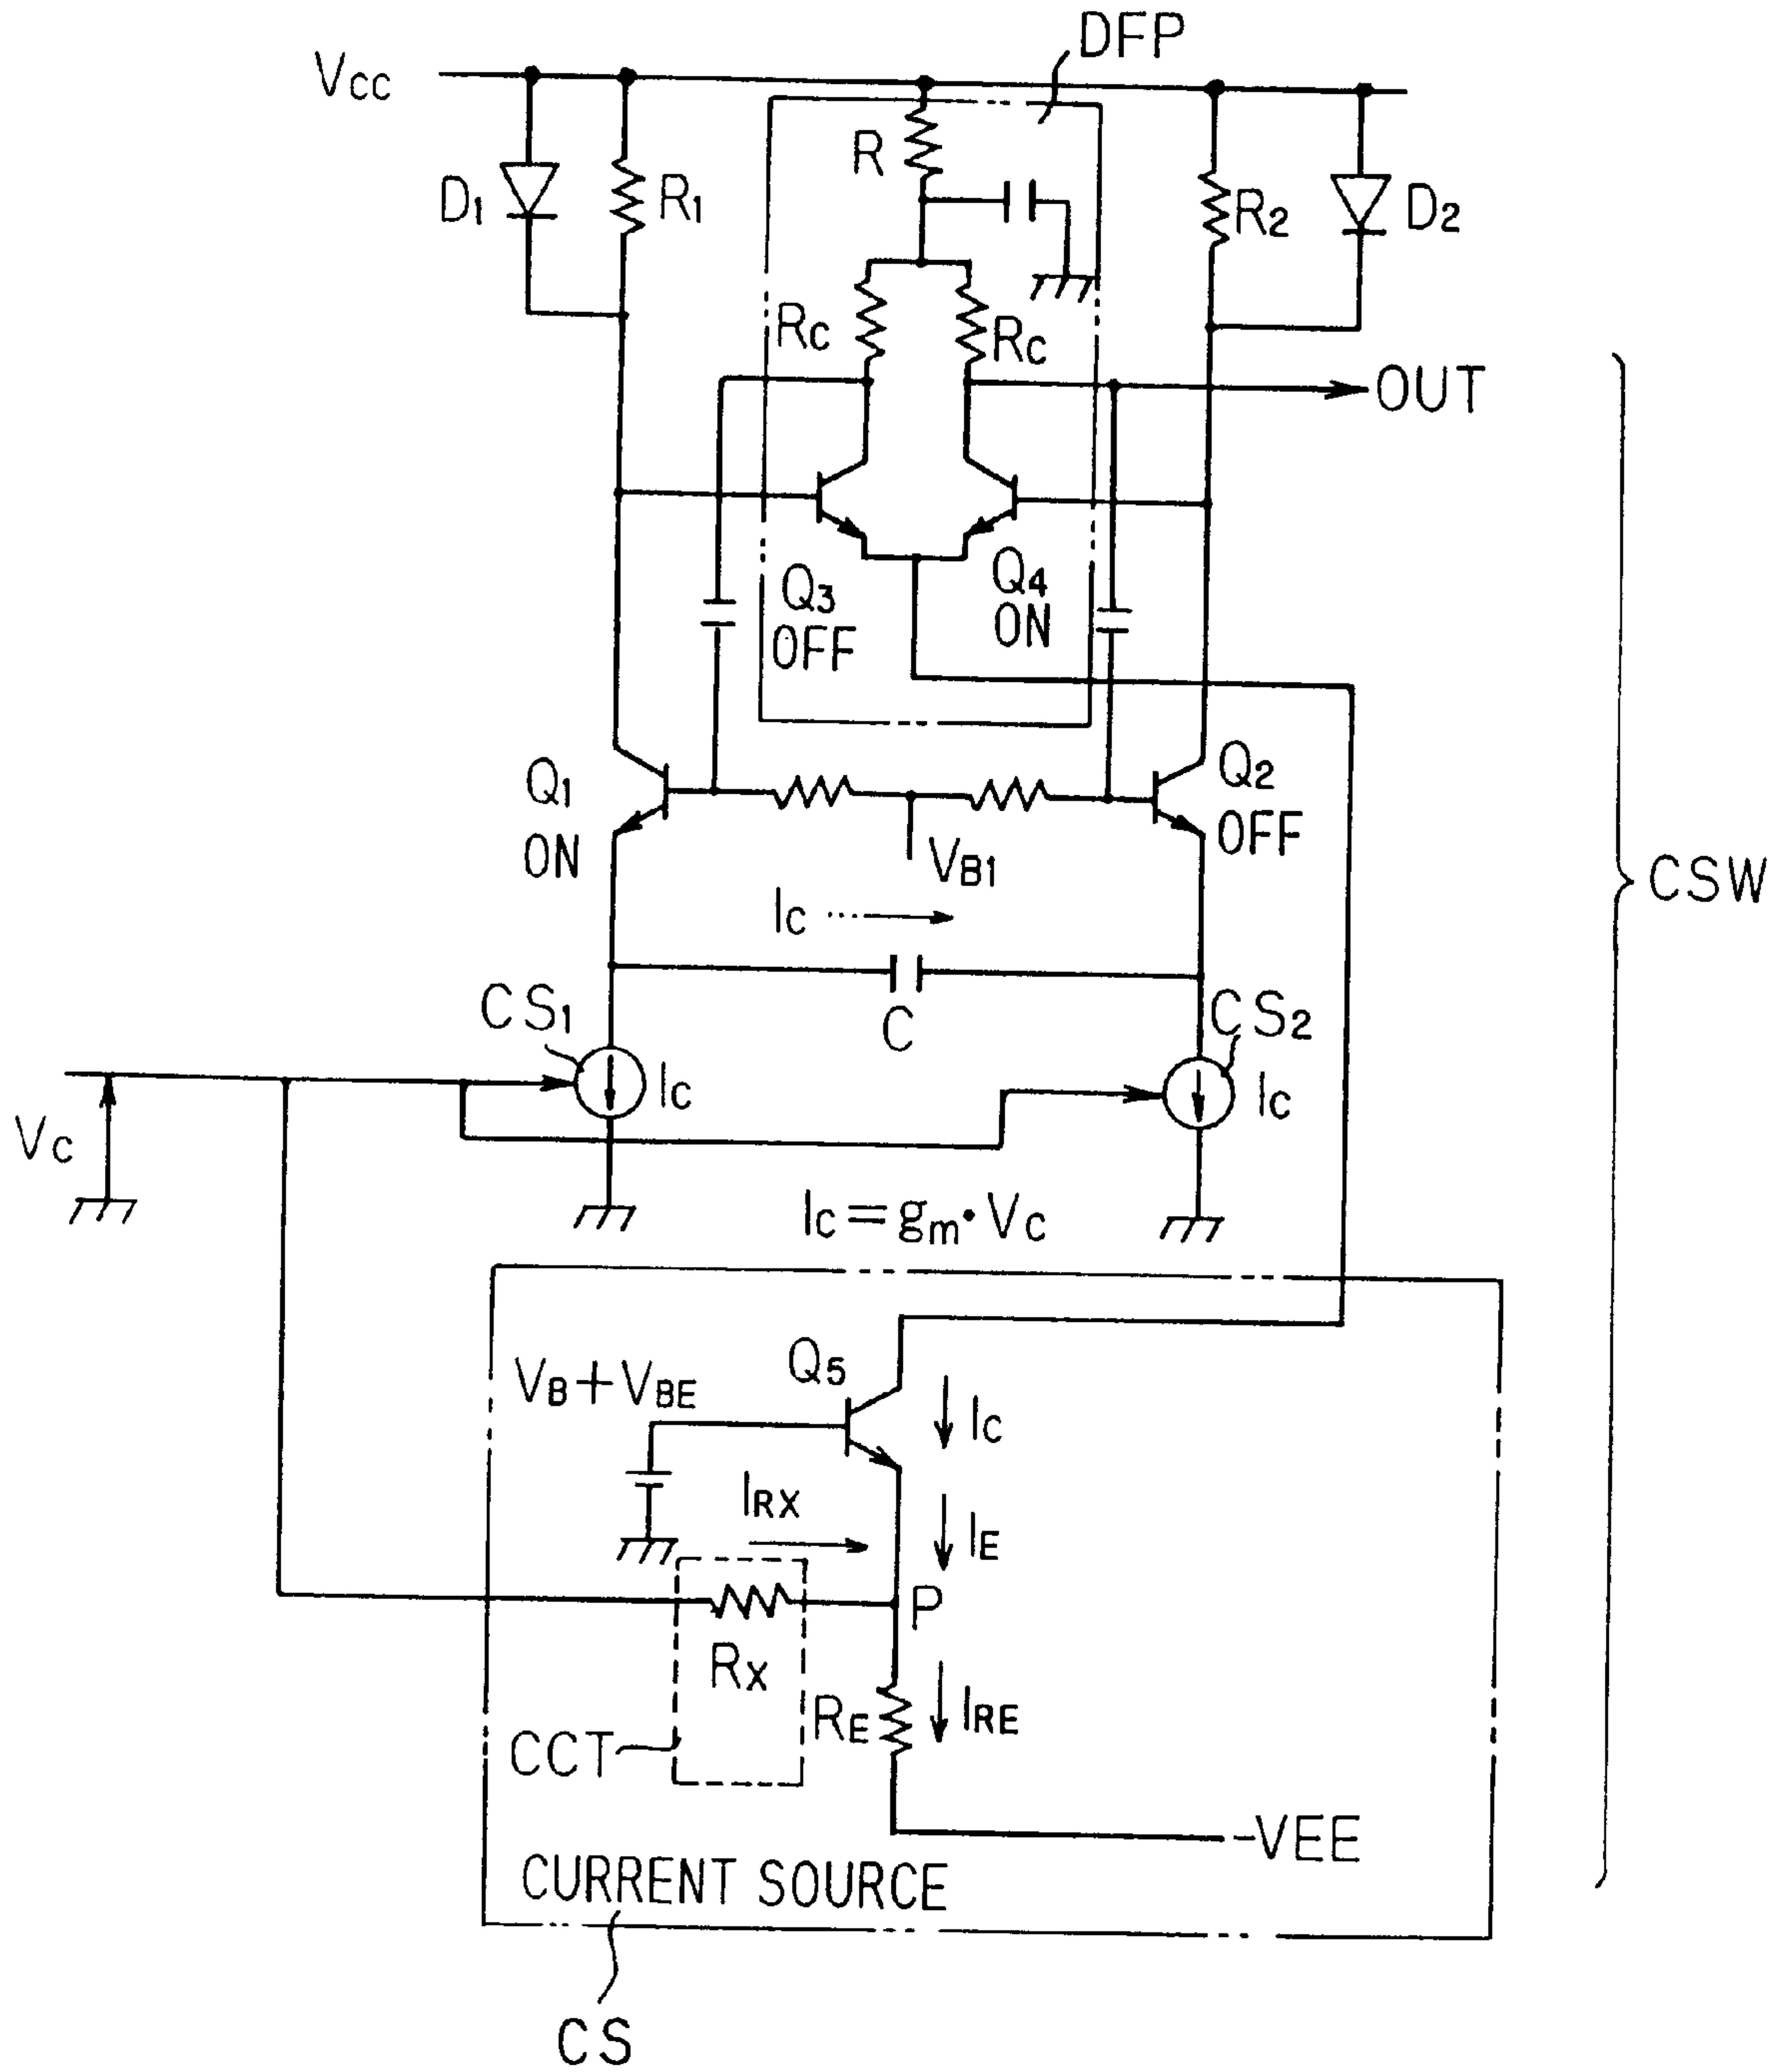 DFP
Vcc
R
D1
R1
R2
D2
Rc
Rc
OUT
Q3
OFF
Q4
ON
Q1
ON
Q2
OFF
VB1
Ic
CSW
CS1
C
CS2
Ic
Ic
Vc
Ic=gm·Vc
Q5
VB+VBE
Ic
IRX
IE
P
Rx
RE
IRE
CCT
-VEE
CURRENT SOURCE
CS